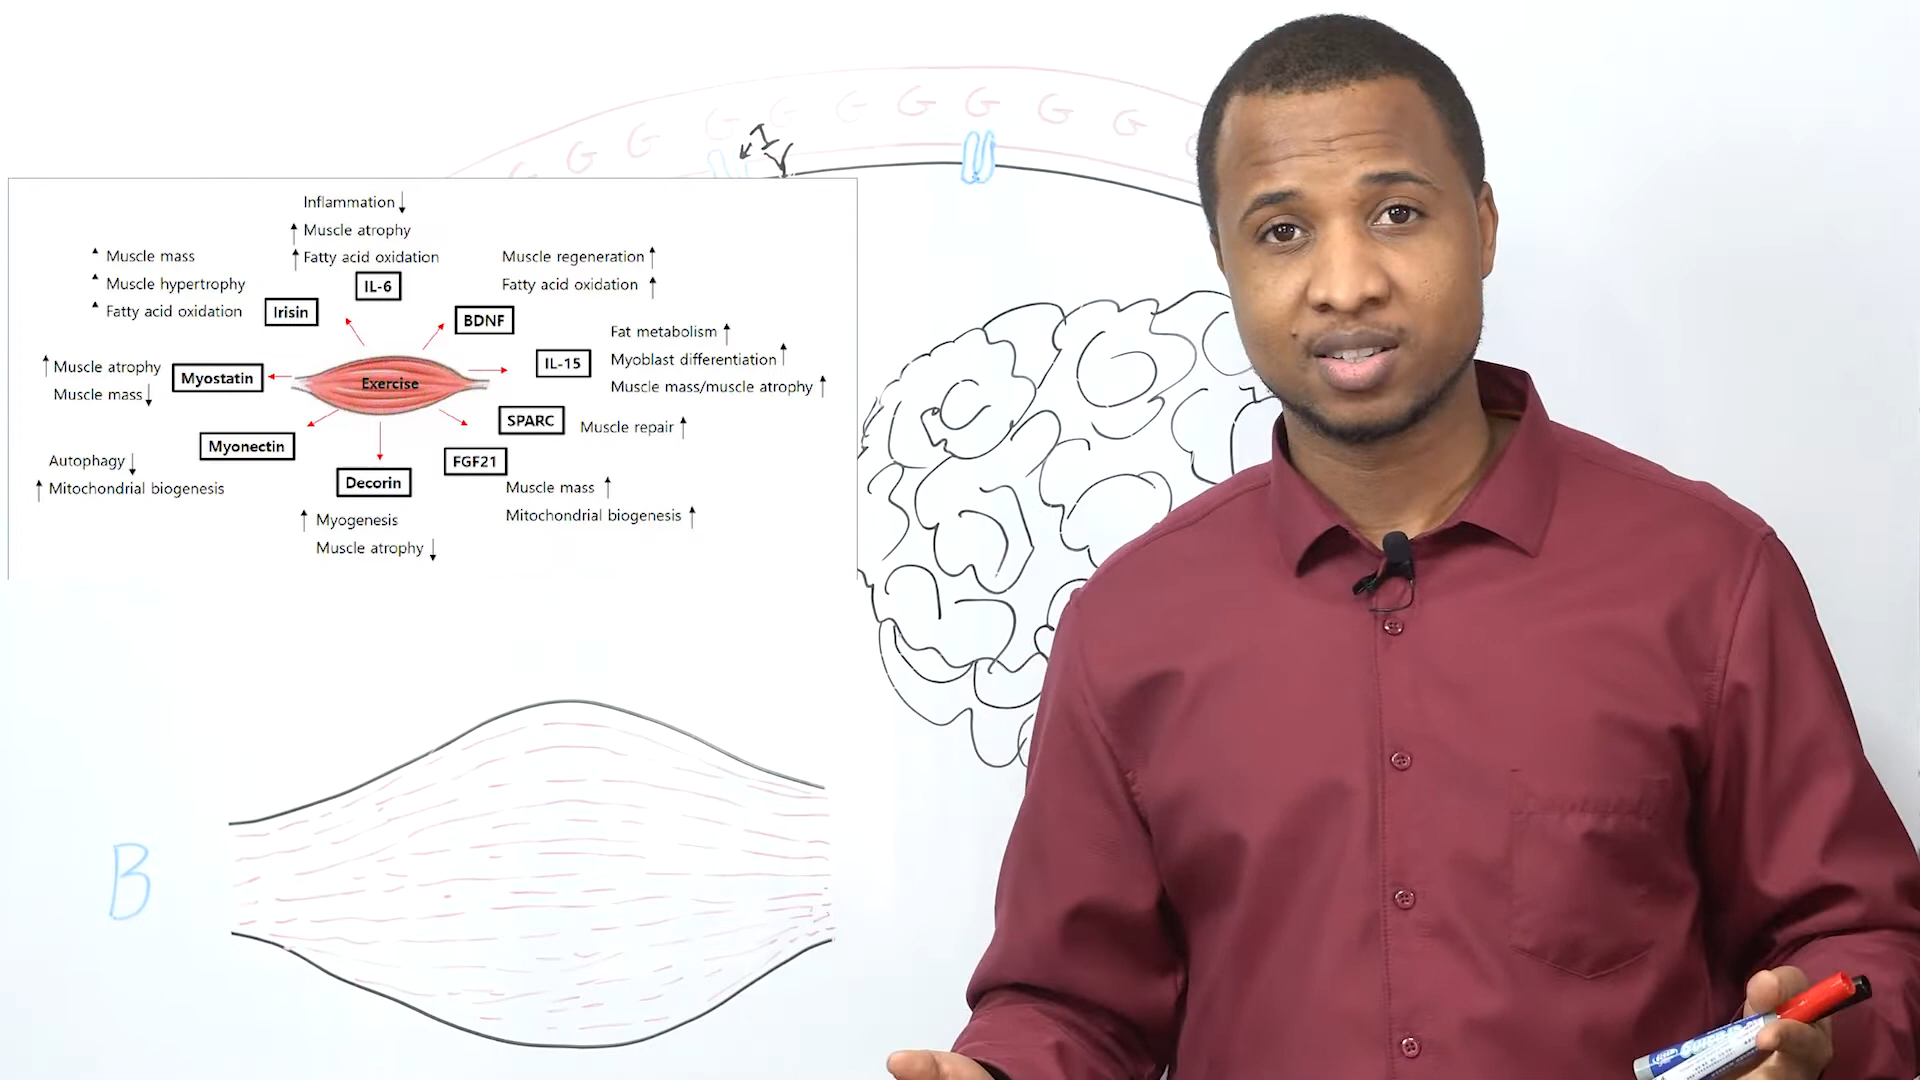 G G G G G G G G G
I
Inflammation ↓
↑ Muscle atrophy
↑ Fatty acid oxidation
IL-6
▲ Muscle mass
▲ Muscle hypertrophy
▲ Fatty acid oxidation
Irisin
Muscle regeneration ↑
Fatty acid oxidation ↑
BDNF
Fat metabolism ↑
Myoblast differentiation ↑
Muscle mass/muscle atrophy ↑
IL-15
↑ Muscle atrophy
Muscle mass ↓
Myostatin
Exercise
SPARC
Muscle repair ↑
Myonectin
Autophagy ↓
↑ Mitochondrial biogenesis
FGF21
Muscle mass ↑
Mitochondrial biogenesis ↑
Decorin
↑ Myogenesis
Muscle atrophy ↓
B